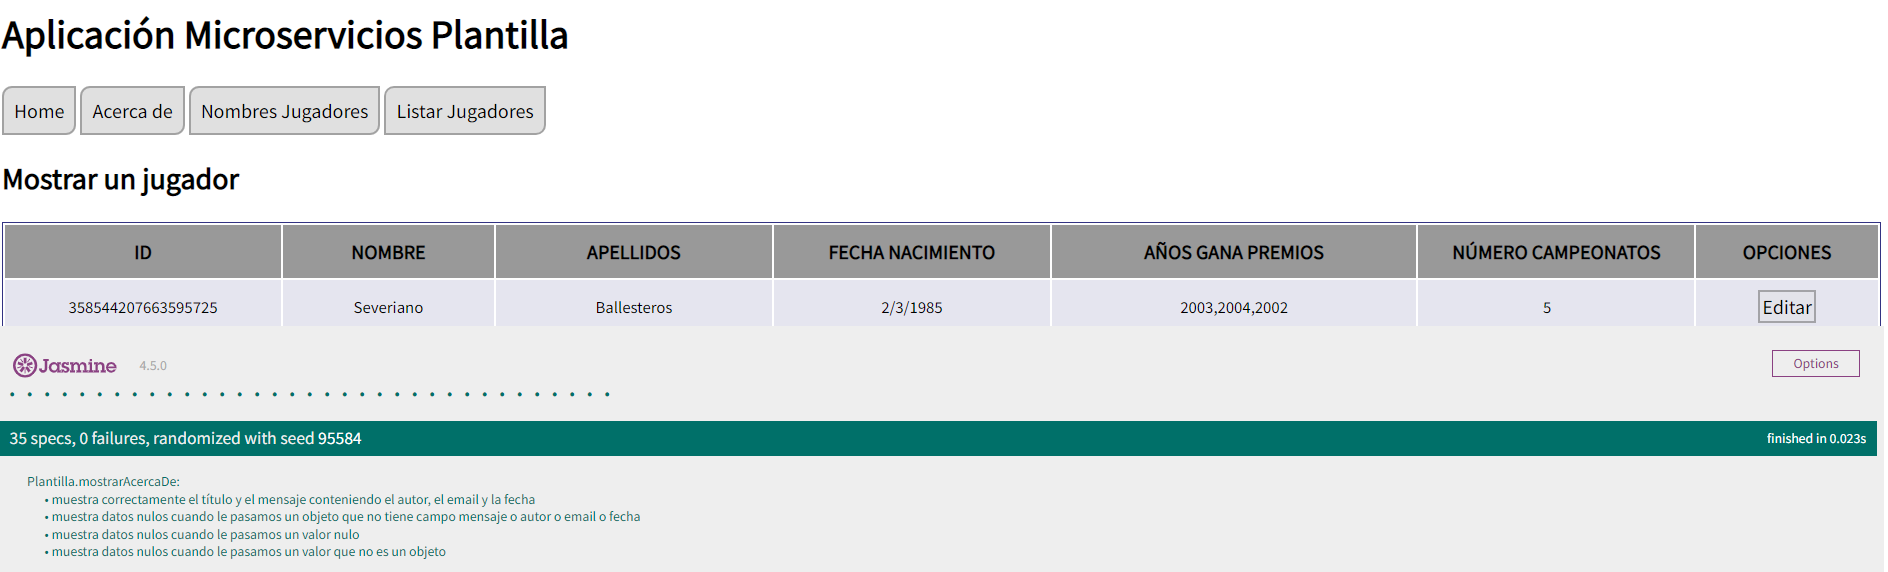 Aplicación Microservicios Plantilla
Home Acerca de Nombres Jugadores Listar Jugadores
Mostrar un jugador
ID NOMBRE APELLIDOS FECHA NACIMIENTO AÑOS GANA PREMIOS NÚMERO CAMPEONATOS OPCIONES
358544207663595725 Severiano Ballesteros 2/3/1985 2003,2004,2002 5 Editar
Jasmine 4.5.0 Options
35 specs, 0 failures, randomized with seed 95584 finished in 0.023s
Plantilla.mostrarAcercaDe:
• muestra correctamente el título y el mensaje conteniendo el autor, el email y la fecha
• muestra datos nulos cuando le pasamos un objeto que no tiene campo mensaje o autor o email o fecha
• muestra datos nulos cuando le pasamos un valor nulo
• muestra datos nulos cuando le pasamos un valor que no es un objeto